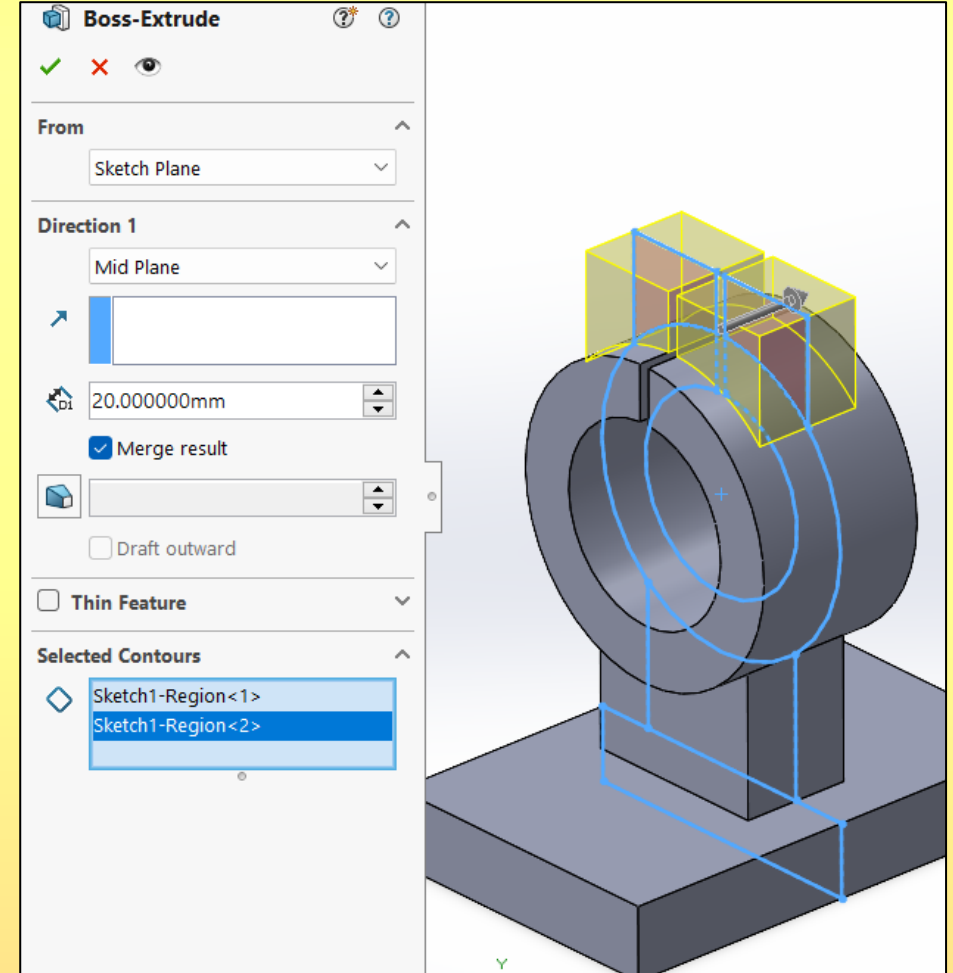 Boss-Extrude
From
Sketch Plane
Direction 1
Mid Plane
D1
20.000000mm
Merge result
Draft outward
Thin Feature
Selected Contours
Sketch1-Region<1>
Sketch1-Region<2>
Y